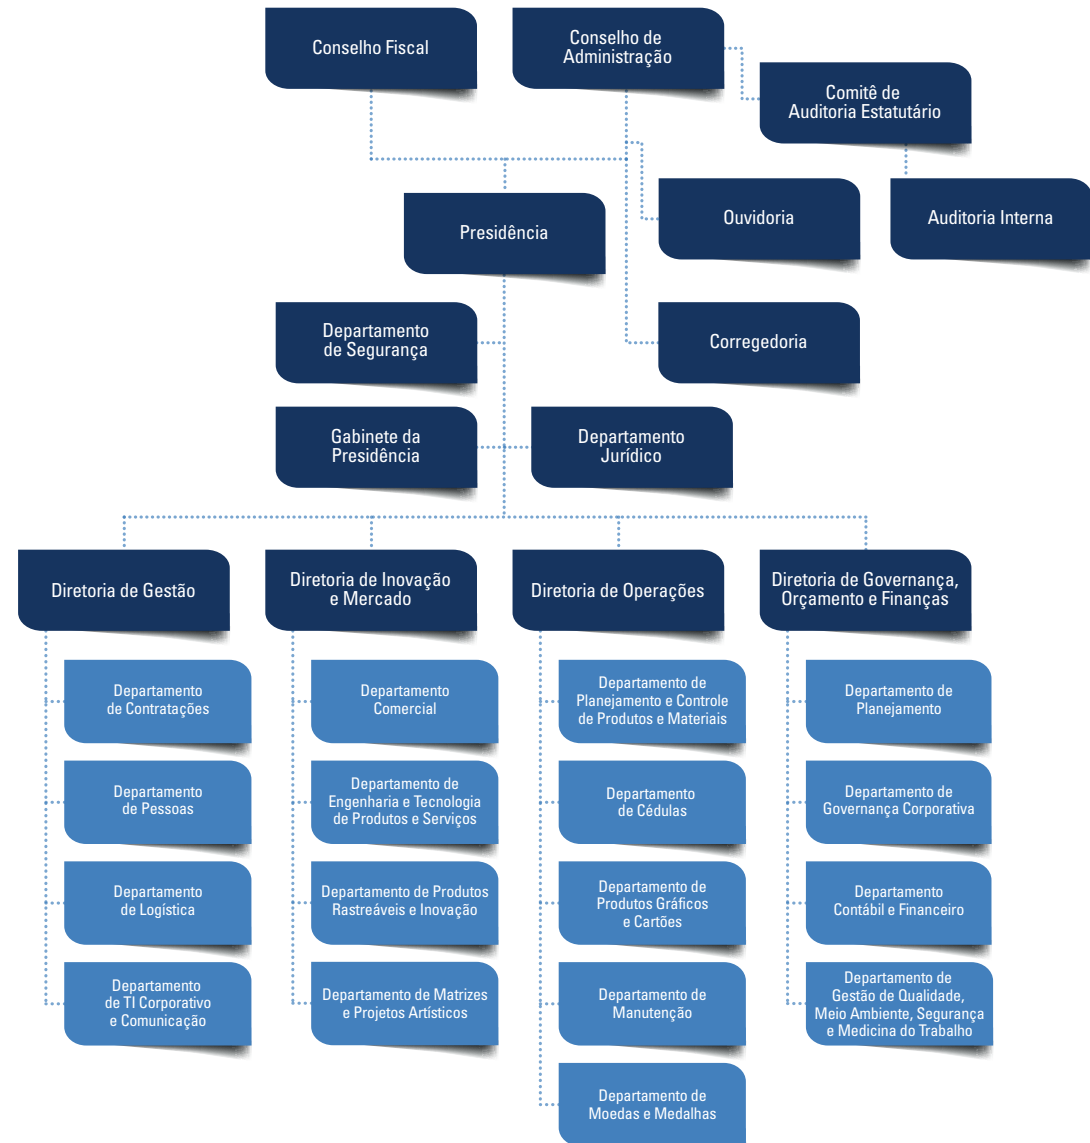 Conselho Fiscal
Conselho de
Administração
Comitê de
Auditoria Estatutário
Ouvidoria
Auditoria Interna
Presidência
Departamento
de Segurança
Corregedoria
Gabinete da
Presidência
Departamento
Jurídico
Diretoria de Gestão
Departamento
de Contratações
Departamento
de Pessoas
Departamento
de Logística
Departamento
de TI Corporativo
e Comunicação
Diretoria de Inovação
e Mercado
Departamento
Comercial
Departamento de
Engenharia e Tecnologia
de Produtos e Serviços
Departamento de Produtos
Rastreáveis e Inovação
Departamento de Matrizes
e Projetos Artísticos
Diretoria de Operações
Departamento de
Planejamento e Controle
de Produtos e Materiais
Departamento
de Cédulas
Departamento de
Produtos Gráficos
e Cartões
Departamento de
Manutenção
Departamento de
Moedas e Medalhas
Diretoria de Governança,
Orçamento e Finanças
Departamento de
Planejamento
Departamento de
Governança Corporativa
Departamento
Contábil e Financeiro
Departamento de
Gestão de Qualidade,
Meio Ambiente, Segurança
e Medicina do Trabalho